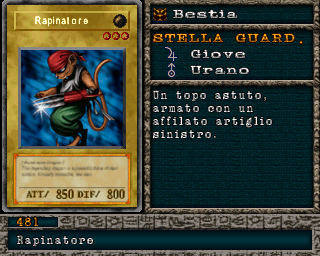 Rapinatore
ATT/ 850 DIF/ 800
Bestia
STELLA GUARD.
Giove
Urano
Un topo astuto,
armato con un
affilato artiglio
sinistro.
481
Rapinatore